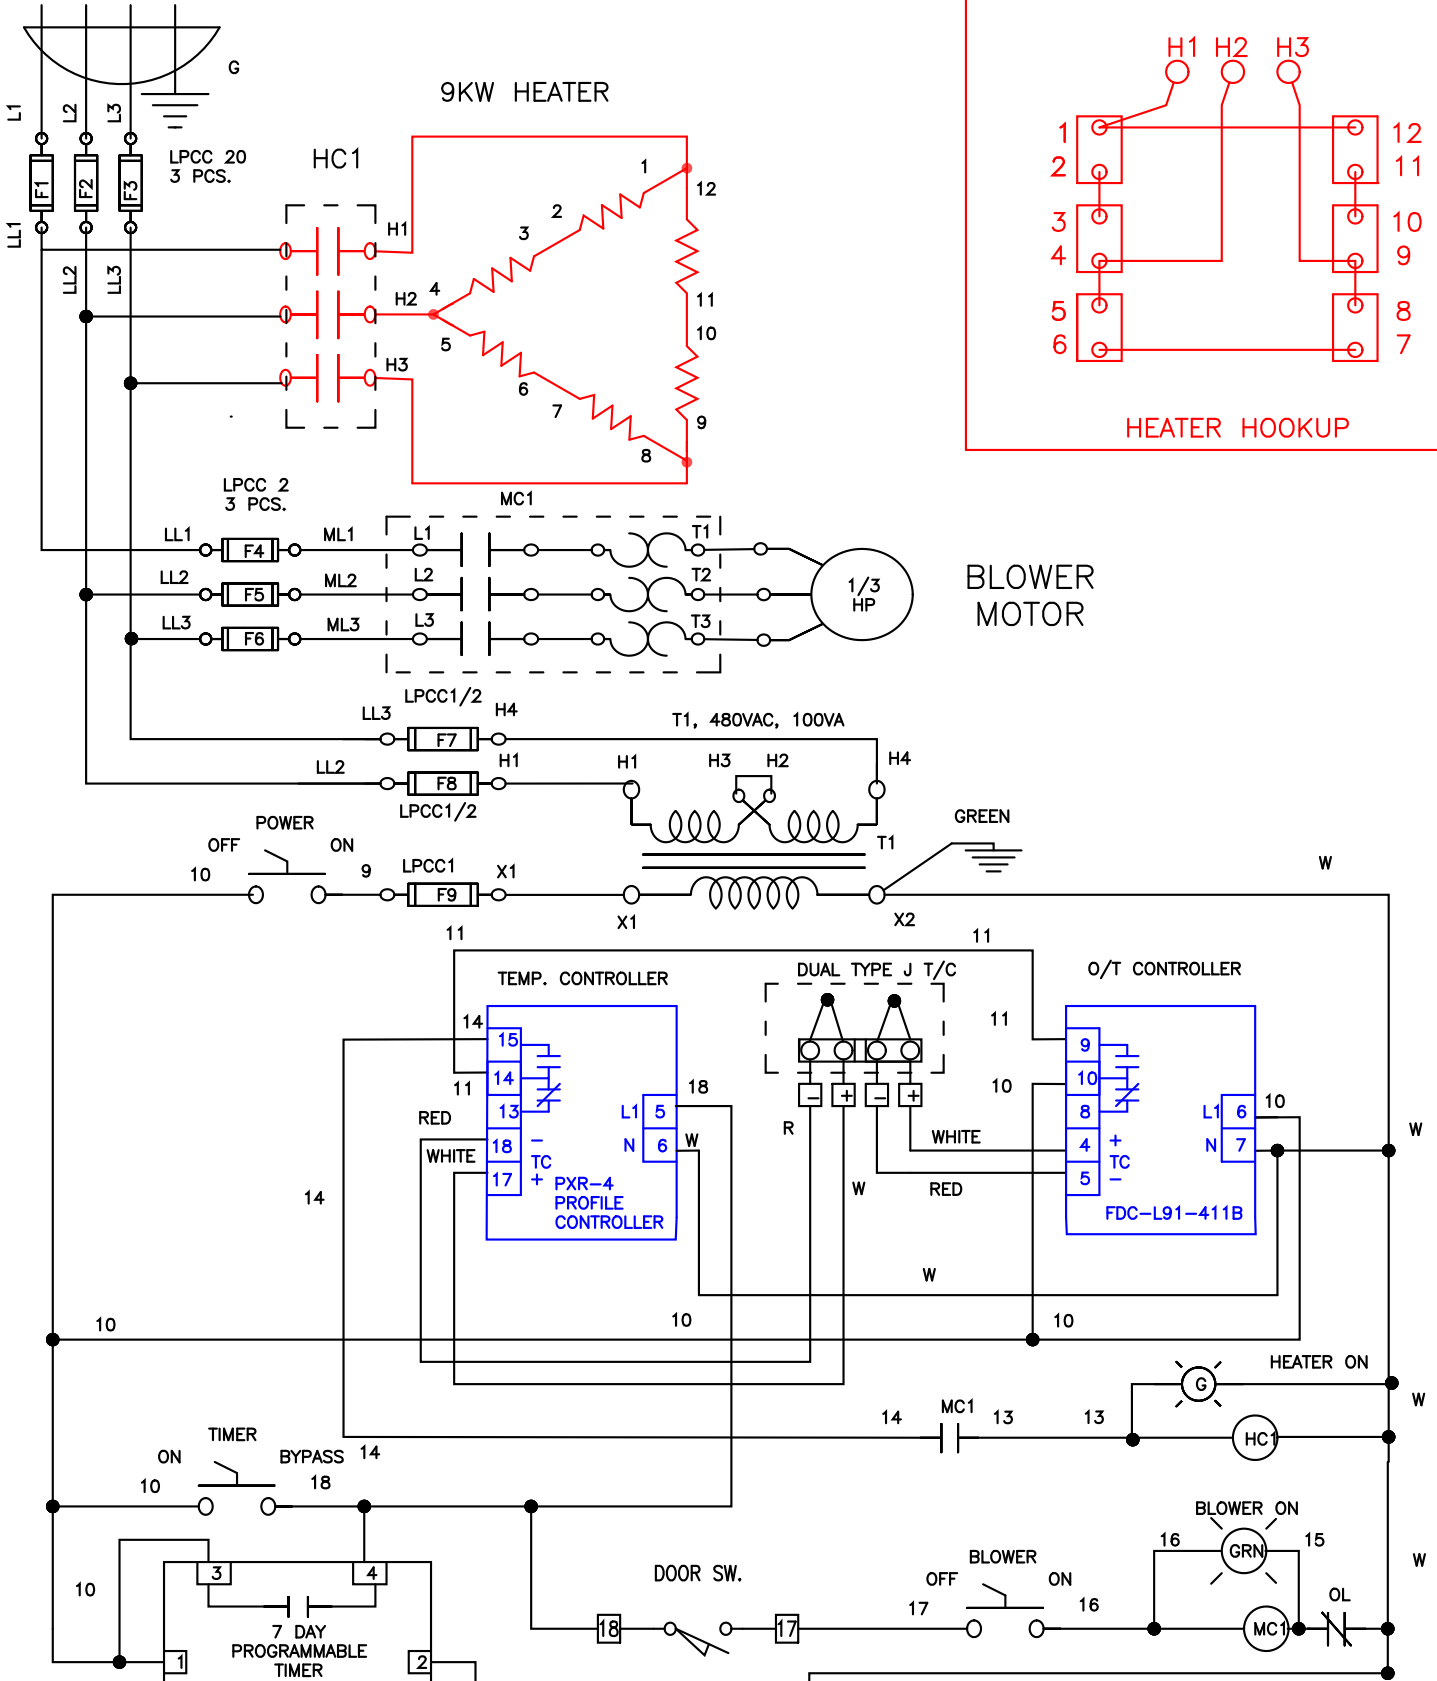 G
L1
L2
L3
9KW HEATER
LPCC 20
3 PCS.
HC1
F1
F2
F3
LL1
LL2
LL3
H1
H2
H3
1
12
2
3
4
11
10
5
6
7
9
8
H1 H2 H3
1
2
3
4
5
6
12
11
10
9
8
7
HEATER HOOKUP
LPCC 2
3 PCS.
MC1
LL1
F4
ML1
L1
T1
LL2
F5
ML2
L2
T2
LL3
F6
ML3
L3
T3
1/3
HP
BLOWER
MOTOR
LPCC1/2
LL3
F7
H4
T1, 480VAC, 100VA
LL2
F8
H1
LPCC1/2
H1
H3
H2
H4
T1
GREEN
POWER
OFF
ON
10
9
LPCC1
F9
X1
X1
X2
W
11
11
TEMP. CONTROLLER
DUAL TYPE J T/C
O/T CONTROLLER
14
15
14
11
13
RED
18
−
WHITE
TC
17
+
PXR−4
PROFILE
CONTROLLER
L1
5
18
N
6
W
−
+
−
+
R
W
WHITE
RED
11
9
10
10
8
4
+
TC
5
−
L1
6
10
N
7
FDC−L91−411B
W
14
W
10
10
10
HEATER ON
G
W
14
MC1
13
13
HC1
TIMER
ON
BYPASS
14
10
18
BLOWER ON
16
GRN
15
W
10
3
4
7 DAY
PROGRAMMABLE
TIMER
1
2
DOOR SW.
18
17
17
BLOWER
OFF
ON
16
MC1
OL